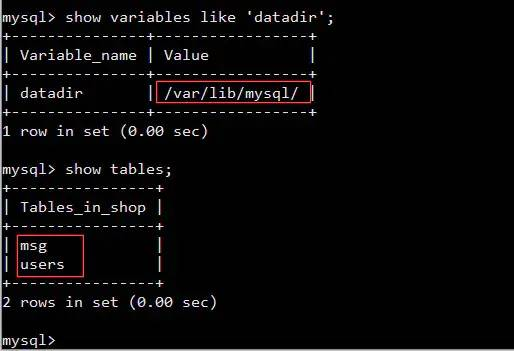 mysql> show variables like 'datadir';
+---------------+-----------------+
| Variable_name | Value           |
+---------------+-----------------+
| datadir       | /var/lib/mysql/ |
+---------------+-----------------+
1 row in set (0.00 sec)
mysql> show tables;
+----------------+
| Tables_in_shop |
+----------------+
| msg            |
| users          |
+----------------+
2 rows in set (0.00 sec)
mysql>